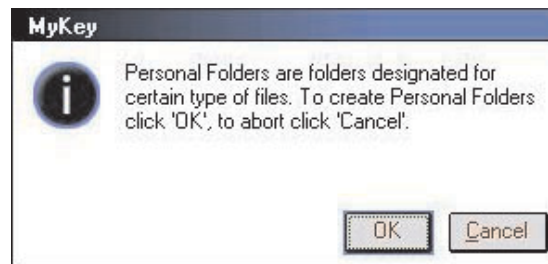 MyKey
Personal Folders are folders designated for
certain type of files. To create Personal Folders
click 'OK', to abort click 'Cancel'.
OK
Cancel